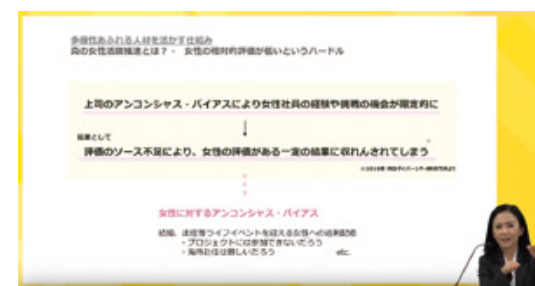 多様性あふれる人材を活かす仕組み
真の女性活躍推進とは？ - 女性の相対的評価が低いというハードル
上司のアンコンシャス・バイアスにより女性社員の経験や挑戦の機会が限定的に
結果として
評価のソース不足により、女性の評価がある一定の結果に収れんされてしまう
女性に対するアンコンシャス・バイアス
結婚、出産等ライフイベントを迎える女性への過剰配慮
・プロジェクトには参加できないだろう
・海外赴任は難しいだろう etc.